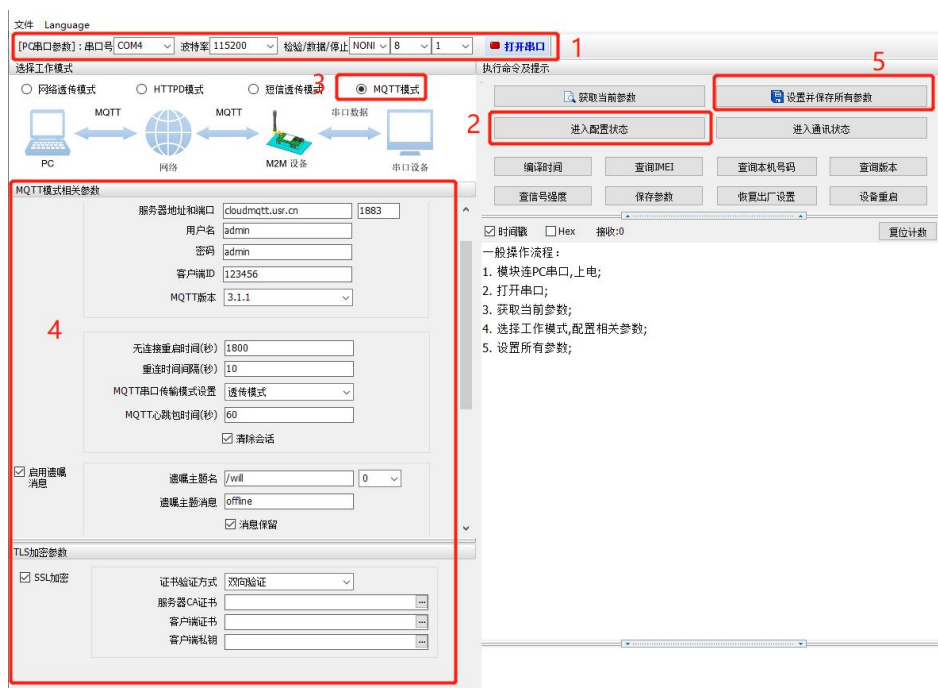 文件 Language
[PC串口参数]：串口号 COM4 波特率 115200 检验/数据/停止 NONI 8 1 打开串口 1
选择工作模式
网络透传模式 HTTPD模式 短信透传模式 3 MQTT模式
MQTT MQTT 串口数据
PC 网络 M2M 设备 串口设备
MQTT模式相关参数
服务器地址和端口 cloudmqtt.usr.cn 1883
用户名 admin
密码 admin
客户端ID 123456
MQTT版本 3.1.1
4
无连接重启时间(秒) 1800
重连时间间隔(秒) 10
MQTT串口传输模式设置 透传模式
MQTT心跳包时间(秒) 60
清除会话
启用遗嘱
消息
遗嘱主题名 /will 0
遗嘱主题消息 offline
消息保留
TLS加密参数
SSL加密
证书验证方式 双向验证
服务器CA证书 ...
客户端证书 ...
客户端私钥 ...
执行命令及提示
5
获取当前参数 设置并保存所有参数
2 进入配置状态 进入通讯状态
编译时间 查询IMEI 查询本机号码 查询版本
查信号强度 保存参数 恢复出厂设置 设备重启
时间戳 Hex 接收:0 复位计数
一般操作流程：
1. 模块连PC串口,上电;
2. 打开串口;
3. 获取当前参数;
4. 选择工作模式,配置相关参数;
5. 设置所有参数;